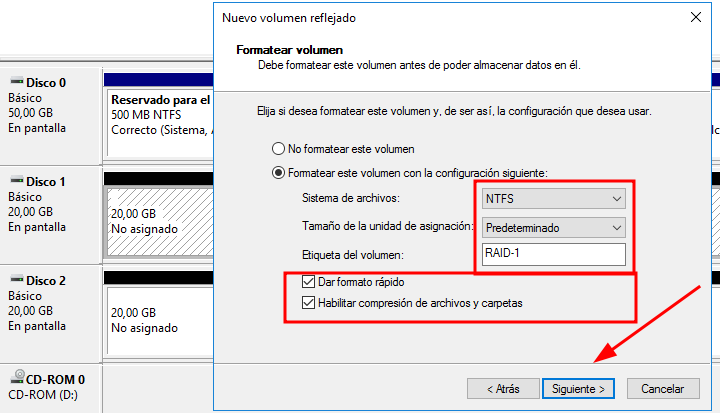 Nuevo volumen reflejado
Formatear volumen
Debe formatear este volumen antes de poder almacenar datos en él.
Elija si desea formatear este volumen y, de ser así, la configuración que desea usar.
No formatear este volumen
Formatear este volumen con la configuración siguiente:
Sistema de archivos:
NTFS
Tamaño de la unidad de asignación:
Predeterminado
Etiqueta del volumen:
RAID-1
Dar formato rápido
Habilitar compresión de archivos y carpetas
< Atrás
Siguiente >
Cancelar
Disco 0
Básico
50,00 GB
En pantalla
Reservado para el
500 MB NTFS
Correcto (Sistema,
Disco 1
Básico
20,00 GB
En pantalla
20,00 GB
No asignado
Disco 2
Básico
20,00 GB
En pantalla
20,00 GB
No asignado
CD-ROM 0
CD-ROM (D:)